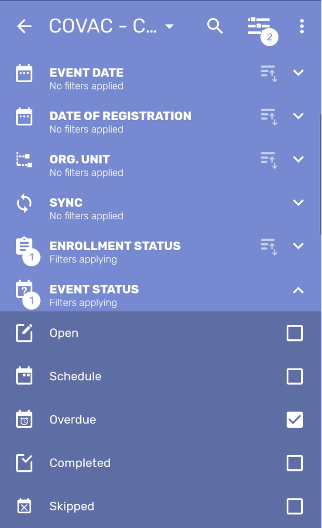 COVAC - C...
2
EVENT DATE
No filters applied
DATE OF REGISTRATION
No filters applied
ORG. UNIT
No filters applied
SYNC
No filters applied
ENROLLMENT STATUS
1
Filters applying
EVENT STATUS
?
1
Filters applying
Open
Schedule
Overdue
Completed
Skipped